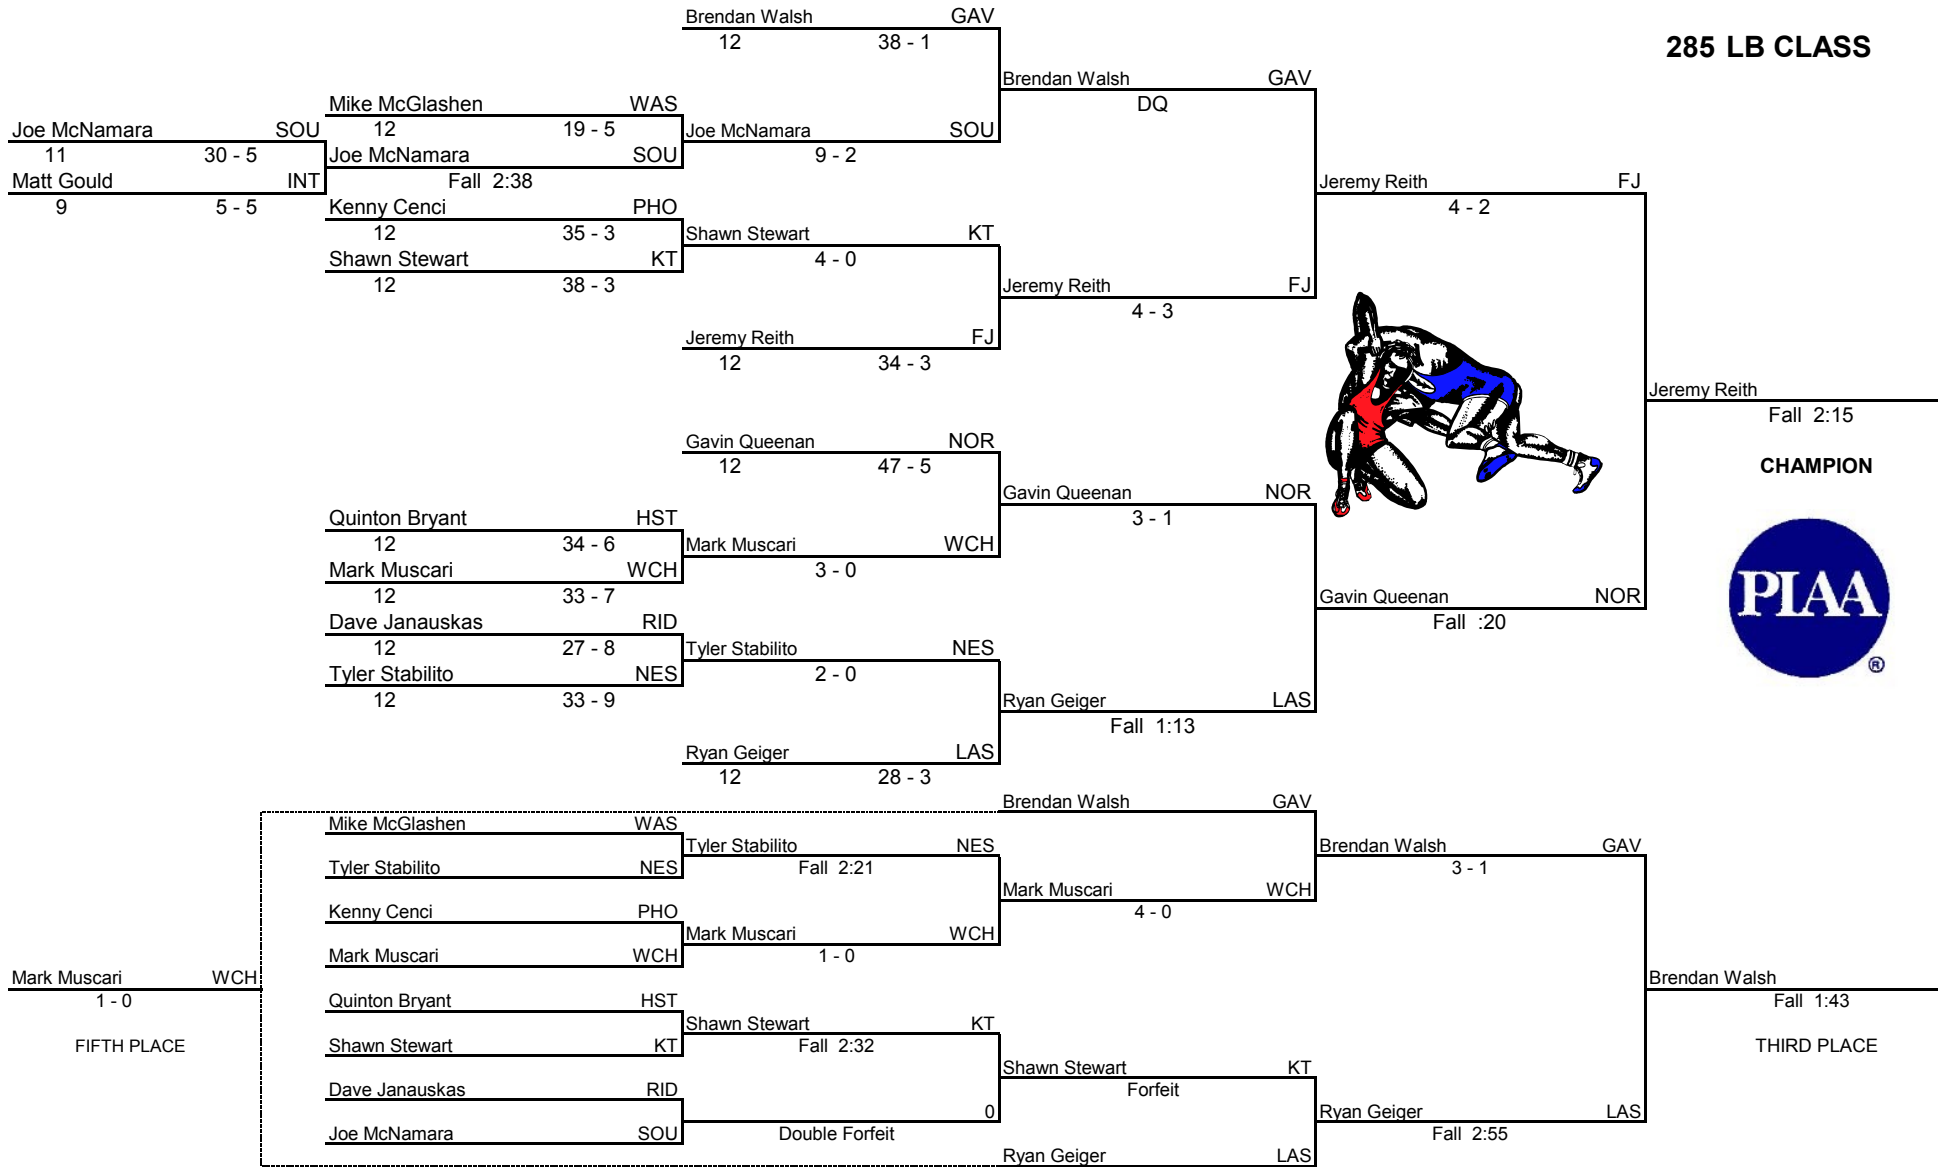 285 LB CLASS
Brendan Walsh GAV
12 38 - 1
Brendan Walsh GAV
DQ
Mike McGlashen WAS
12 19 - 5
Joe McNamara SOU
9 - 2
Joe McNamara SOU
11 30 - 5
Joe McNamara SOU
Fall 2:38
Matt Gould INT
9 5 - 5
Jeremy Reith FJ
4 - 2
Kenny Cenci PHO
12 35 - 3
Shawn Stewart KT
4 - 0
Shawn Stewart KT
12 38 - 3
Jeremy Reith FJ
4 - 3
Jeremy Reith FJ
12 34 - 3
Jeremy Reith
Fall 2:15
CHAMPION
Gavin Queenan NOR
12 47 - 5
Gavin Queenan NOR
3 - 1
Quinton Bryant HST
12 34 - 6
Mark Muscari WCH
3 - 0
Mark Muscari WCH
12 33 - 7
PIAA
®
Gavin Queenan NOR
Fall :20
Dave Janauskas RID
12 27 - 8
Tyler Stabilito NES
2 - 0
Tyler Stabilito NES
12 33 - 9
Ryan Geiger LAS
Fall 1:13
Ryan Geiger LAS
12 28 - 3
Brendan Walsh GAV
Mike McGlashen WAS
Tyler Stabilito NES
Fall 2:21
Brendan Walsh GAV
3 - 1
Tyler Stabilito NES
Mark Muscari WCH
4 - 0
Kenny Cenci PHO
Mark Muscari WCH
1 - 0
Mark Muscari WCH
Mark Muscari WCH
1 - 0
FIFTH PLACE
Brendan Walsh
Fall 1:43
THIRD PLACE
Quinton Bryant HST
Shawn Stewart KT
Fall 2:32
Shawn Stewart KT
Shawn Stewart KT
Forfeit
Dave Janauskas RID
0
Double Forfeit
Ryan Geiger LAS
Fall 2:55
Joe McNamara SOU
Ryan Geiger LAS